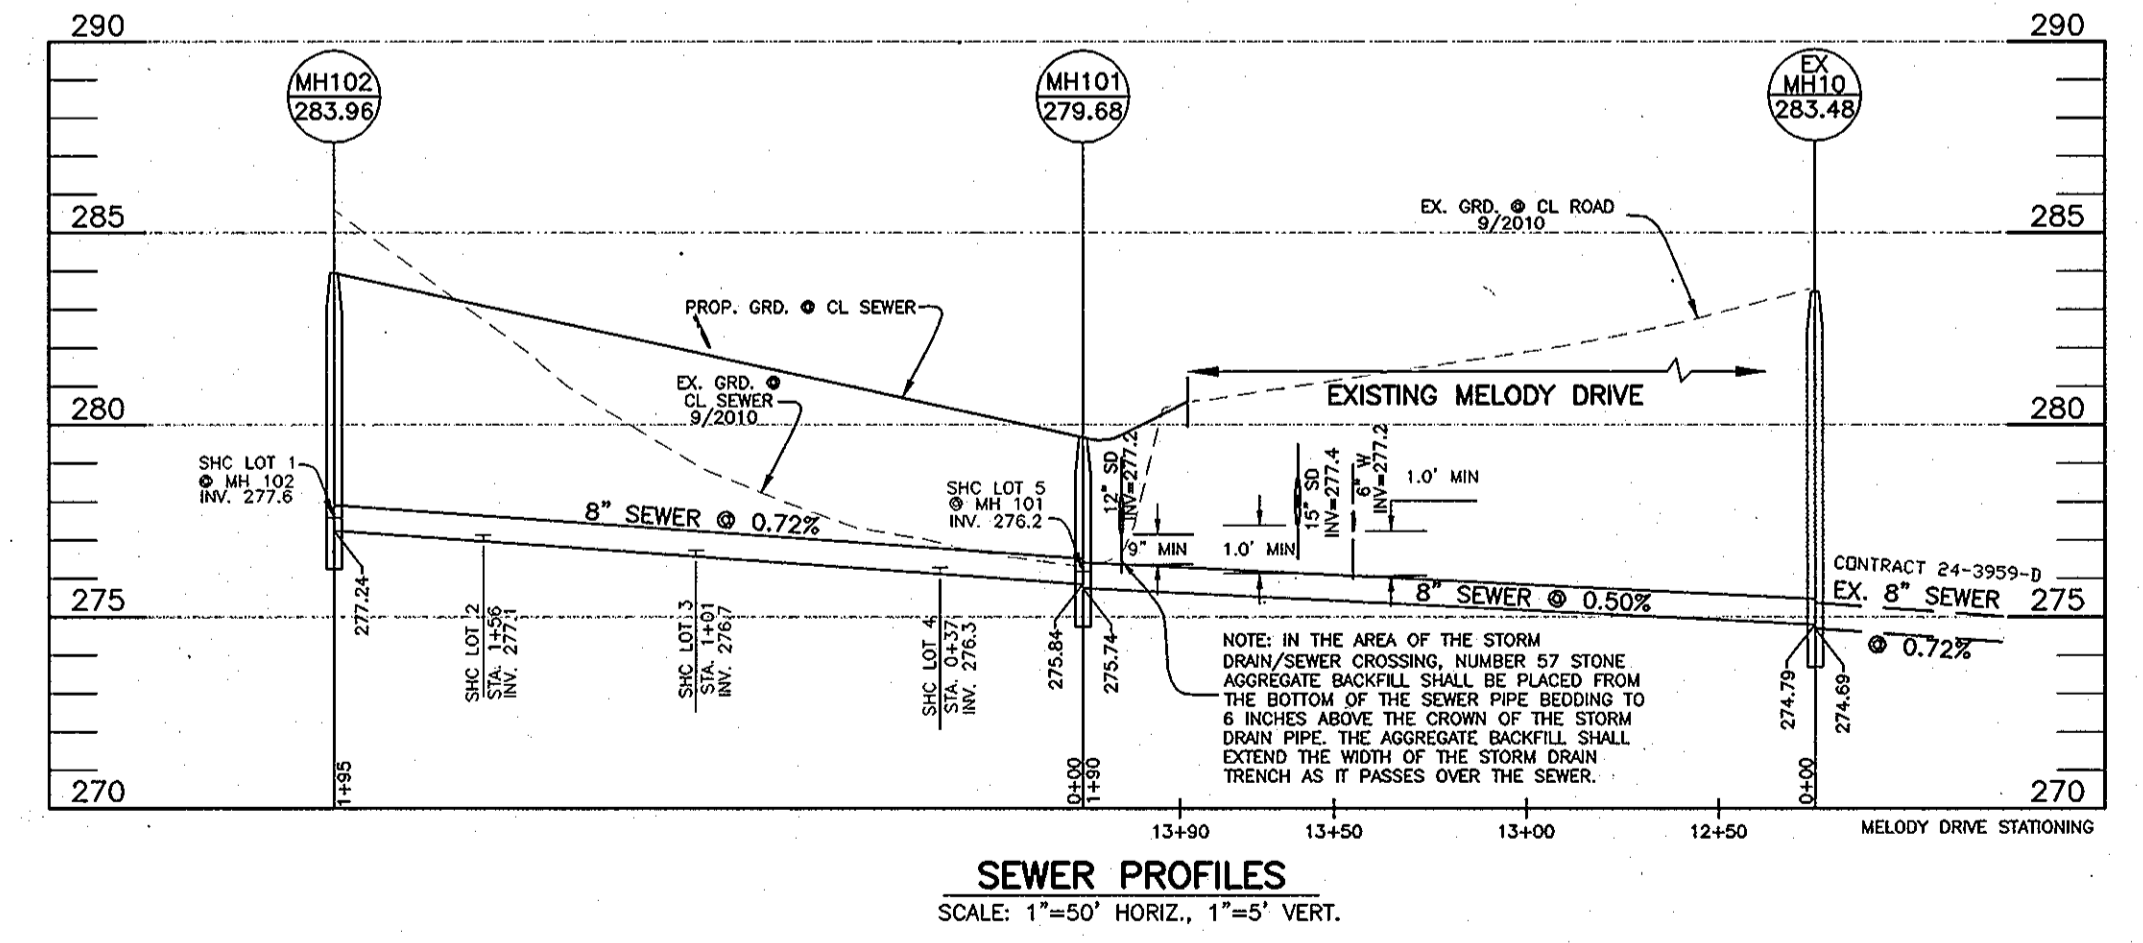 290
290
MH102
283.96
MH101
279.68
EX
MH10
283.48
285
285
EX. GRD. @ CL ROAD
9/2010
PROP. GRD. @ CL SEWER
EX. GRD. @
CL SEWER
9/2010
EXISTING MELODY DRIVE
280
280
SHC LOT 1
@ MH 102
INV. 277.6
8" SEWER @ 0.72%
SHC LOT 5
@ MH 101
INV. 276.2
12" SD
INV=277.2
9" MIN
1.0' MIN
15" SD
INV=277.4
6" W
INV=277.2
1.0' MIN
CONTRACT 24-3959-D
EX. 8" SEWER
@ 0.72%
8" SEWER @ 0.50%
275
275
277.24
SHC LOT 2
STA. 1+56
INV. 277.1
SHC LOT 3
STA. 1+01
INV. 276.7
SHC LOT 4
STA. 0+37
INV. 276.3
275.84
275.74
NOTE: IN THE AREA OF THE STORM
DRAIN/SEWER CROSSING, NUMBER 57 STONE
AGGREGATE BACKFILL SHALL BE PLACED FROM
THE BOTTOM OF THE SEWER PIPE BEDDING TO
6 INCHES ABOVE THE CROWN OF THE STORM
DRAIN PIPE. THE AGGREGATE BACKFILL SHALL
EXTEND THE WIDTH OF THE STORM DRAIN
TRENCH AS IT PASSES OVER THE SEWER.
274.79
274.69
270
270
1+95
0+00
1+90
0+00
13+90
13+50
13+00
12+50
MELODY DRIVE STATIONING
SEWER PROFILES
SCALE: 1"=50' HORIZ., 1"=5' VERT.